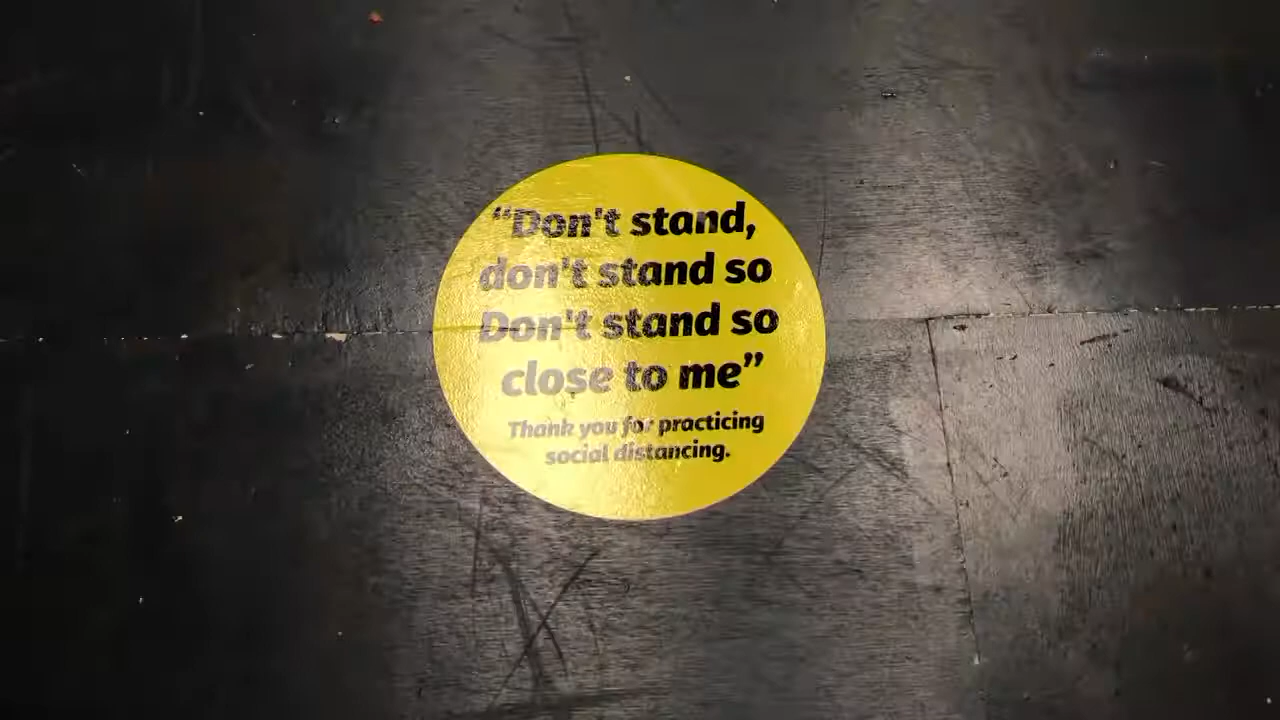 “Don't stand,
don't stand so
Don't stand so
close to me”
Thank you for practicing
social distancing.